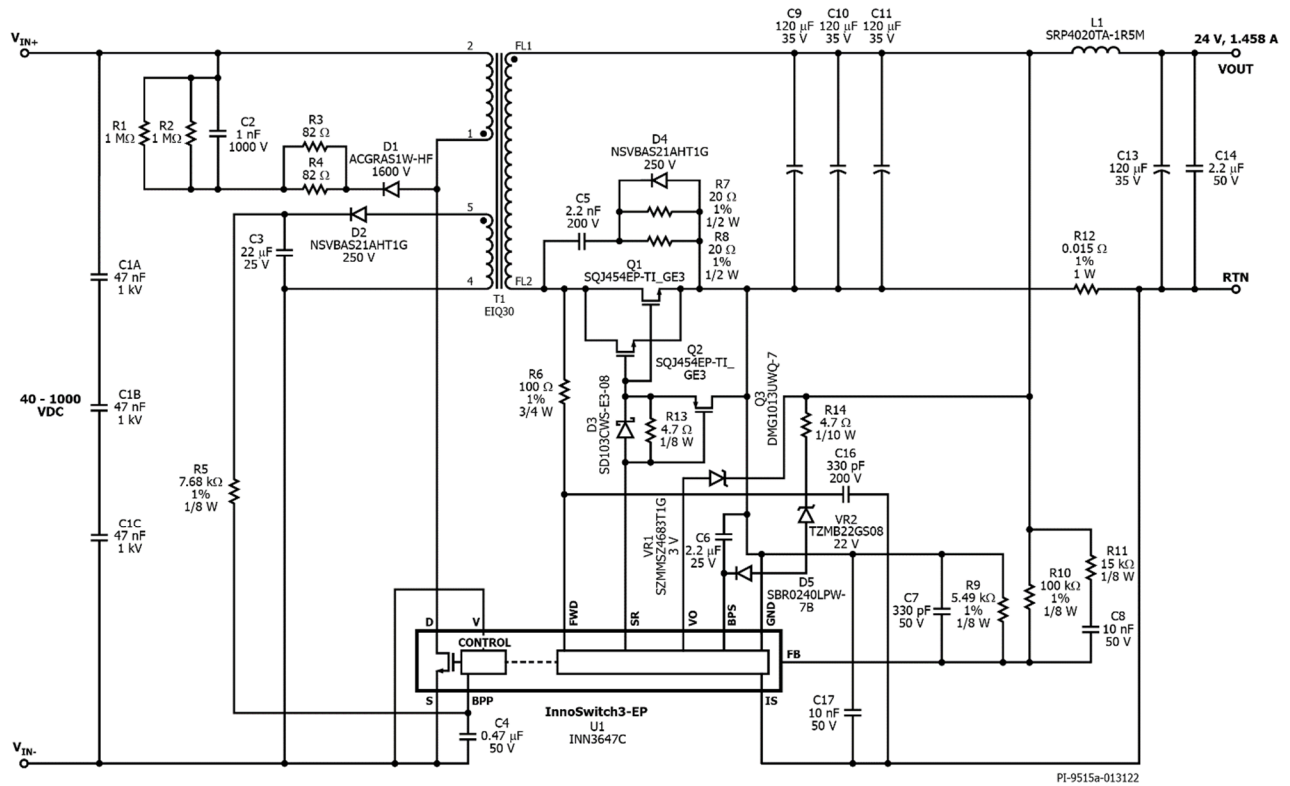 V_IN+
40 - 1000
VDC
V_IN-
R1
1 MΩ
R2
1 MΩ
C2
1 nF
1000 V
R3
82 Ω
R4
82 Ω
D1
ACGRAS1W-HF
1600 V
C3
22 µF
25 V
D2
NSVBAS21AHT1G
250 V
C1A
47 nF
1 kV
C1B
47 nF
1 kV
C1C
47 nF
1 kV
R5
7.68 kΩ
1%
1/8 W
2
1
5
4
FL1
FL2
T1
EIQ30
C5
2.2 nF
200 V
D4
NSVBAS21AHT1G
250 V
R7
20 Ω
1%
1/2 W
R8
20 Ω
1%
1/2 W
Q1
SQJ454EP-TI_GE3
Q2
SQJ454EP-TI_
GE3
R6
100 Ω
1%
3/4 W
D3
SD103CWS-E3-08
R13
4.7 Ω
1/8 W
Q3
DMG1013UWQ-7
C9
120 µF
35 V
C10
120 µF
35 V
C11
120 µF
35 V
L1
SRP4020TA-1R5M
24 V, 1.458 A
VOUT
C13
120 µF
35 V
C14
2.2 µF
50 V
R12
0.015 Ω
1%
1 W
RTN
R14
4.7 Ω
1/10 W
C16
330 pF
200 V
VR1
SZMMSZ4683T1G
3 V
C6
2.2 µF
25 V
VR2
TZMB22GS08
22 V
D5
SBR0240LPW-
7B
C7
330 pF
50 V
R9
5.49 kΩ
1%
1/8 W
R10
100 kΩ
1%
1/8 W
R11
15 kΩ
1/8 W
C8
10 nF
50 V
D
V
FWD
SR
VO
BPS
GND
CONTROL
FB
S
BPP
IS
C4
0.47 µF
50 V
InnoSwitch3-EP
U1
INN3647C
C17
10 nF
50 V
PI-9515a-013122